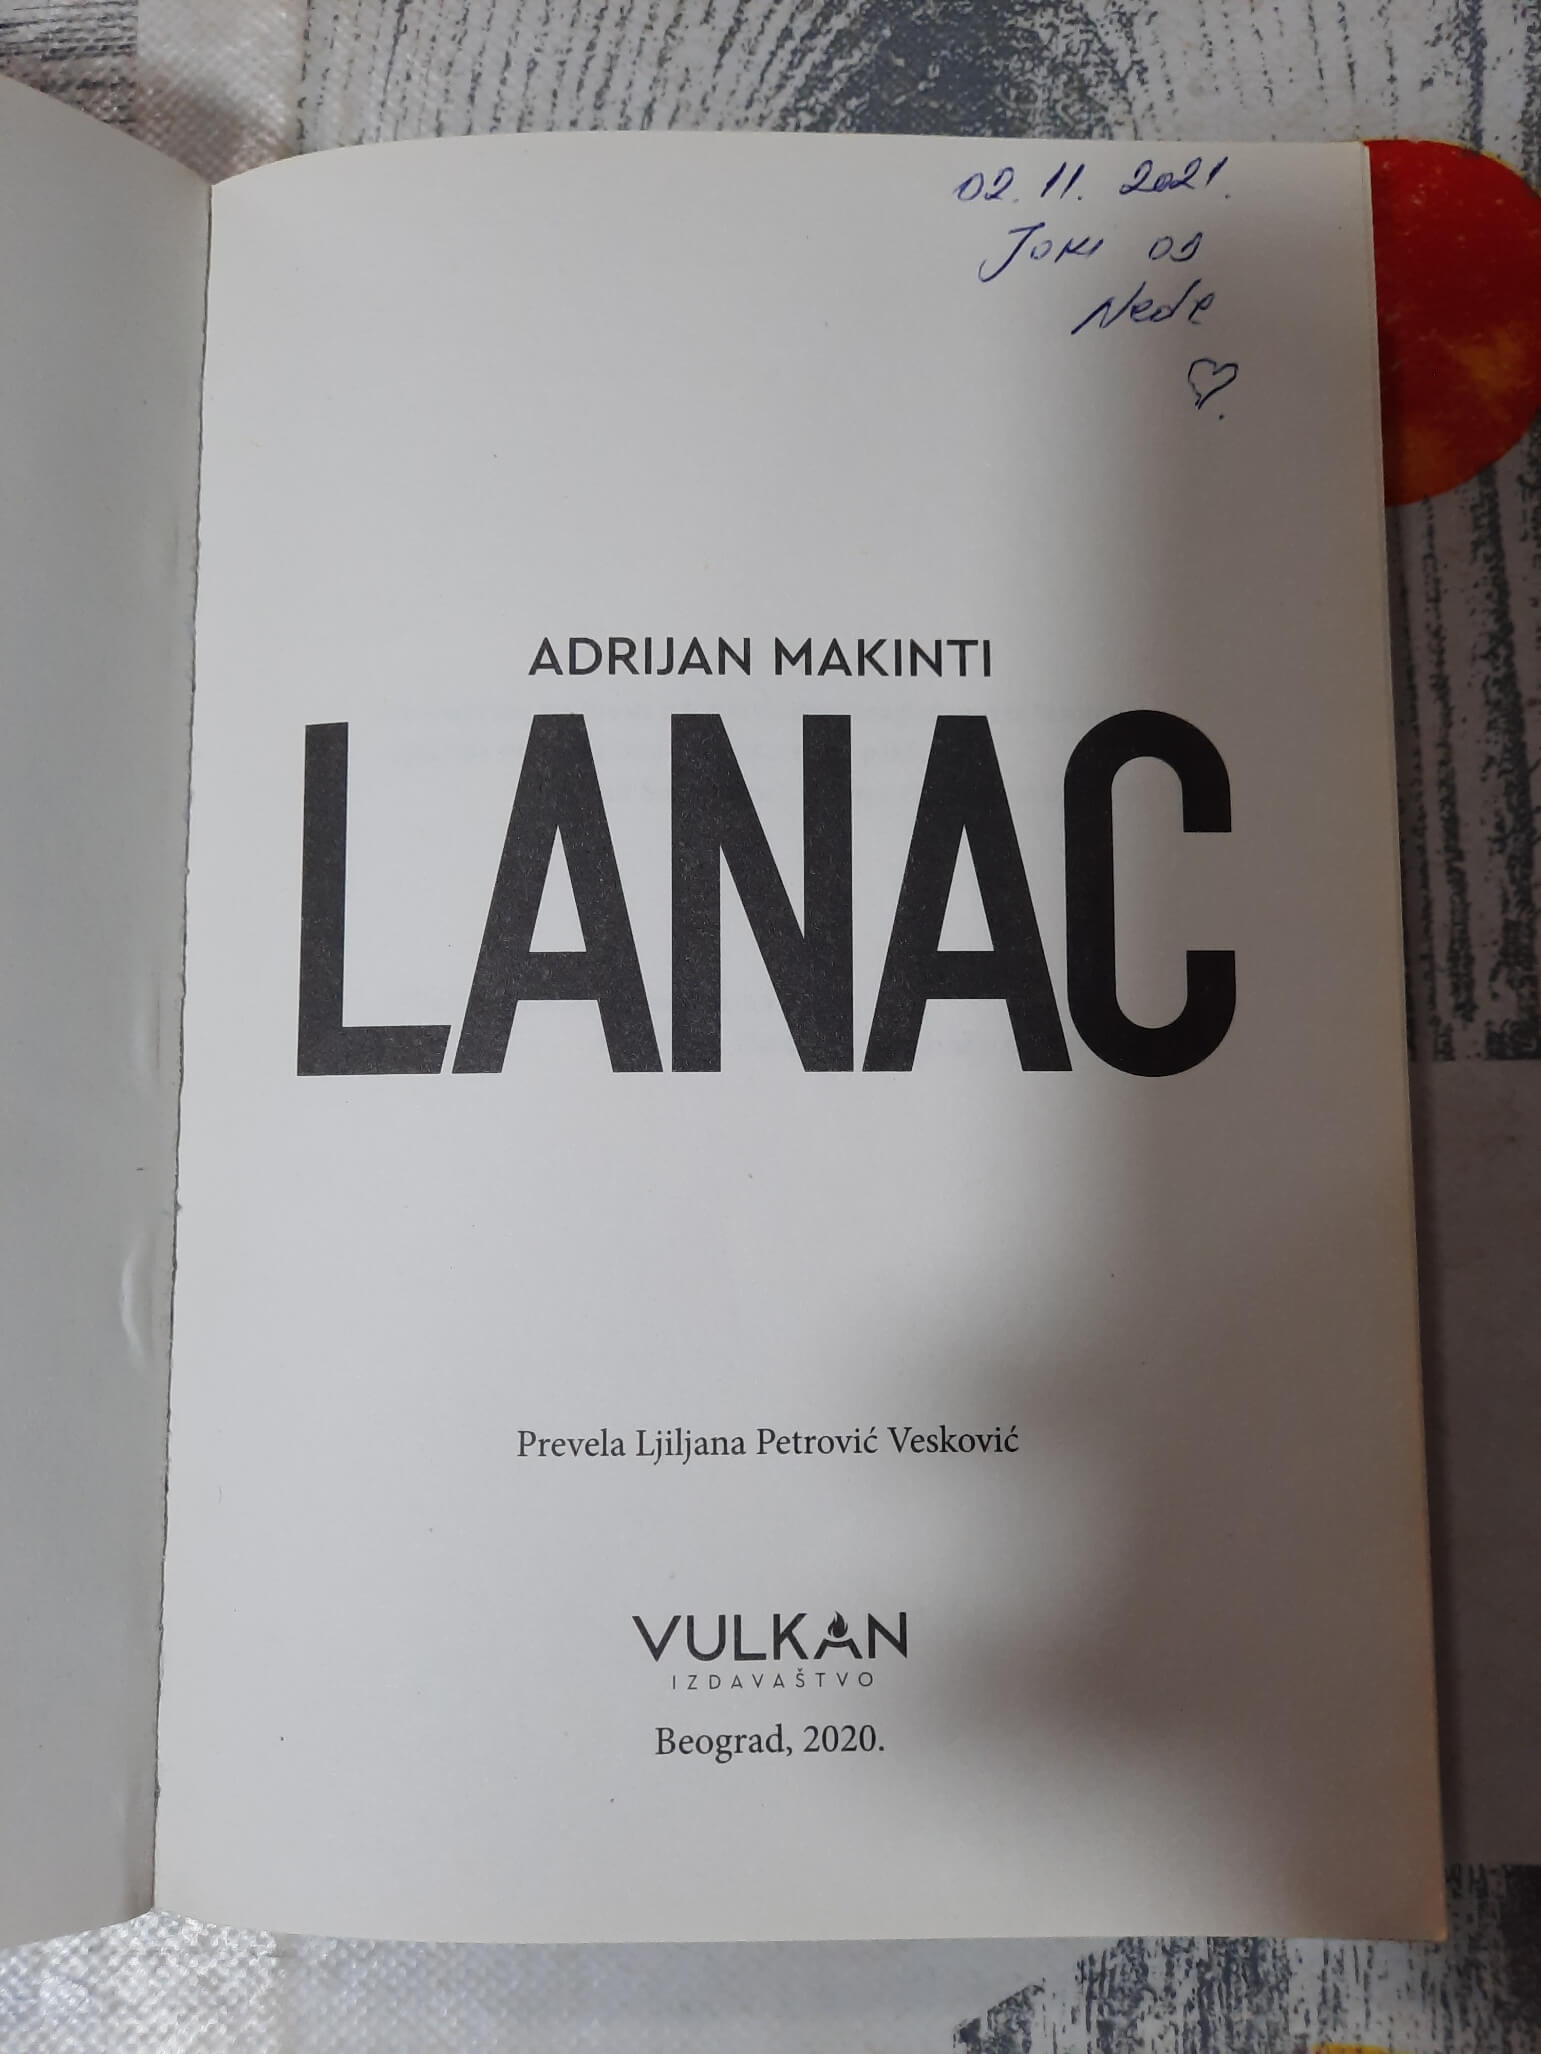 02. 11. 2021.
Joki od
Nede
♡.
ADRIJAN MAKINTI
LANAC
Prevela Ljiljana Petrović Vesković
VULKAN
IZDAVAŠTVO
Beograd, 2020.